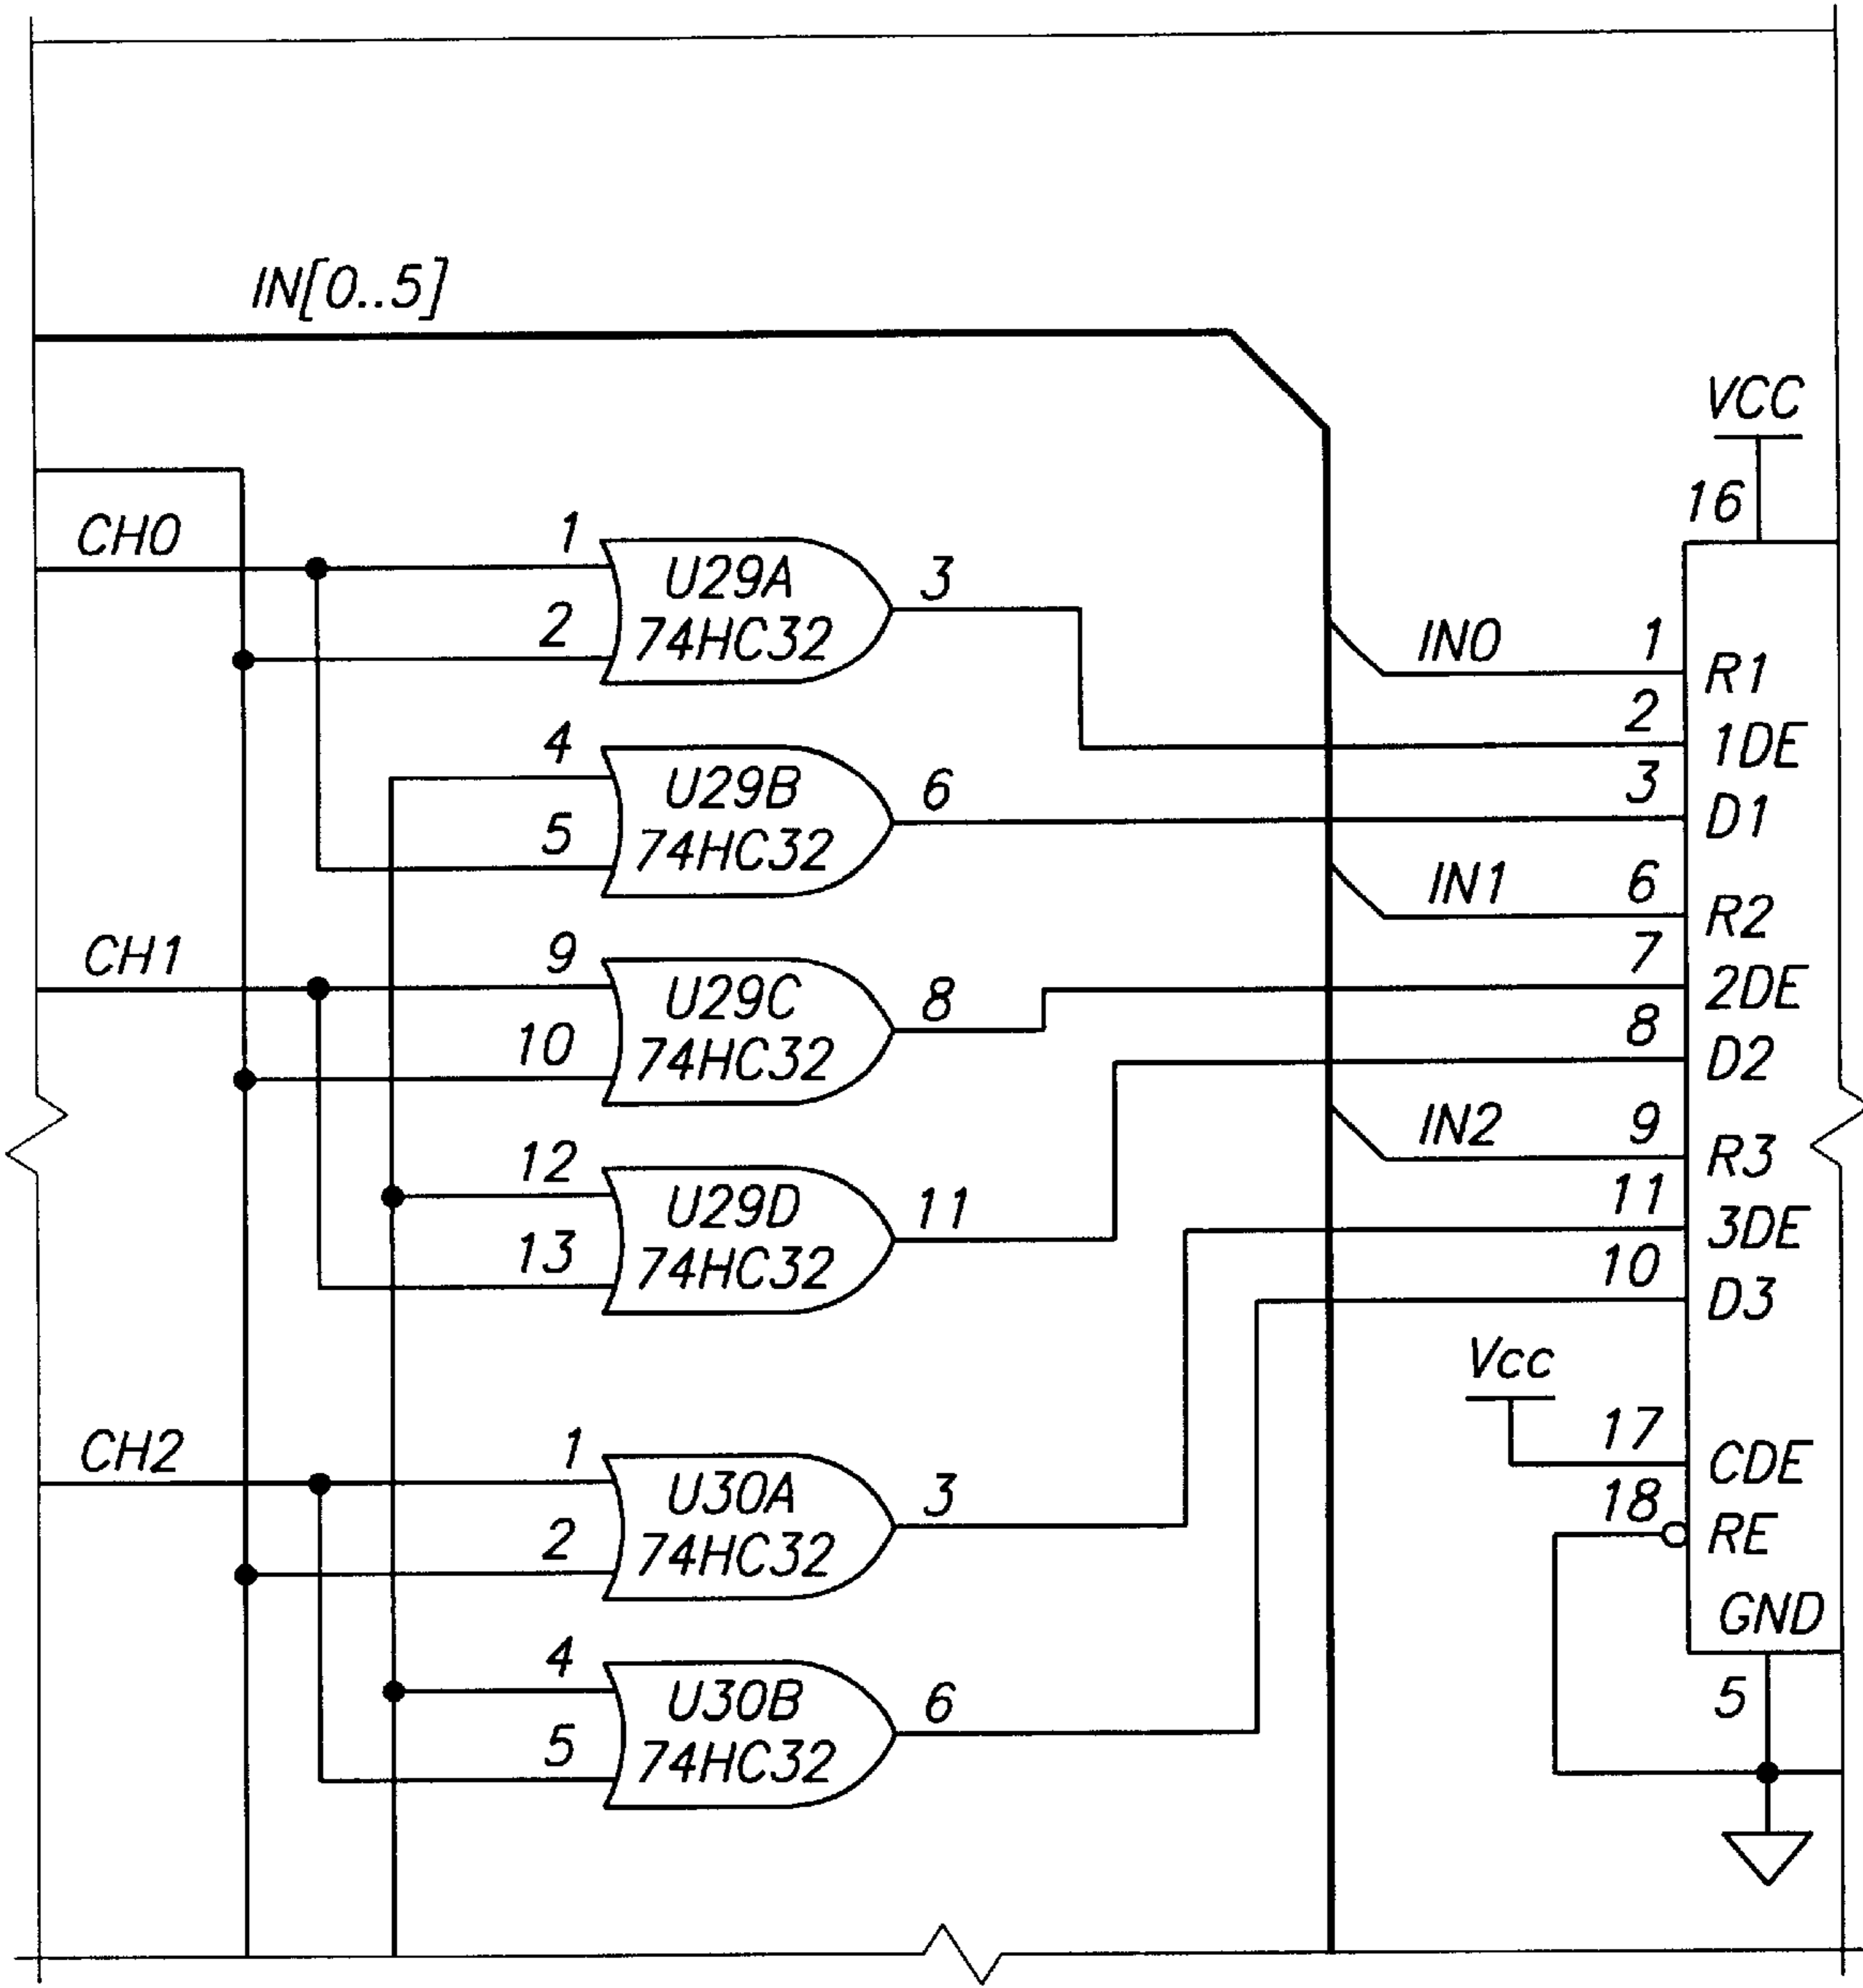 IN[0..5]
VCC
16
CH0
1
2
U29A
74HC32
3
4
5
U29B
74HC32
6
CH1
9
10
U29C
74HC32
8
12
13
U29D
74HC32
11
CH2
1
2
U30A
74HC32
3
4
5
U30B
74HC32
6
IN0
1
R1
2
1DE
3
D1
IN1
6
R2
7
2DE
8
D2
IN2
9
R3
11
3DE
10
D3
Vcc
17
CDE
18
RE
GND
5